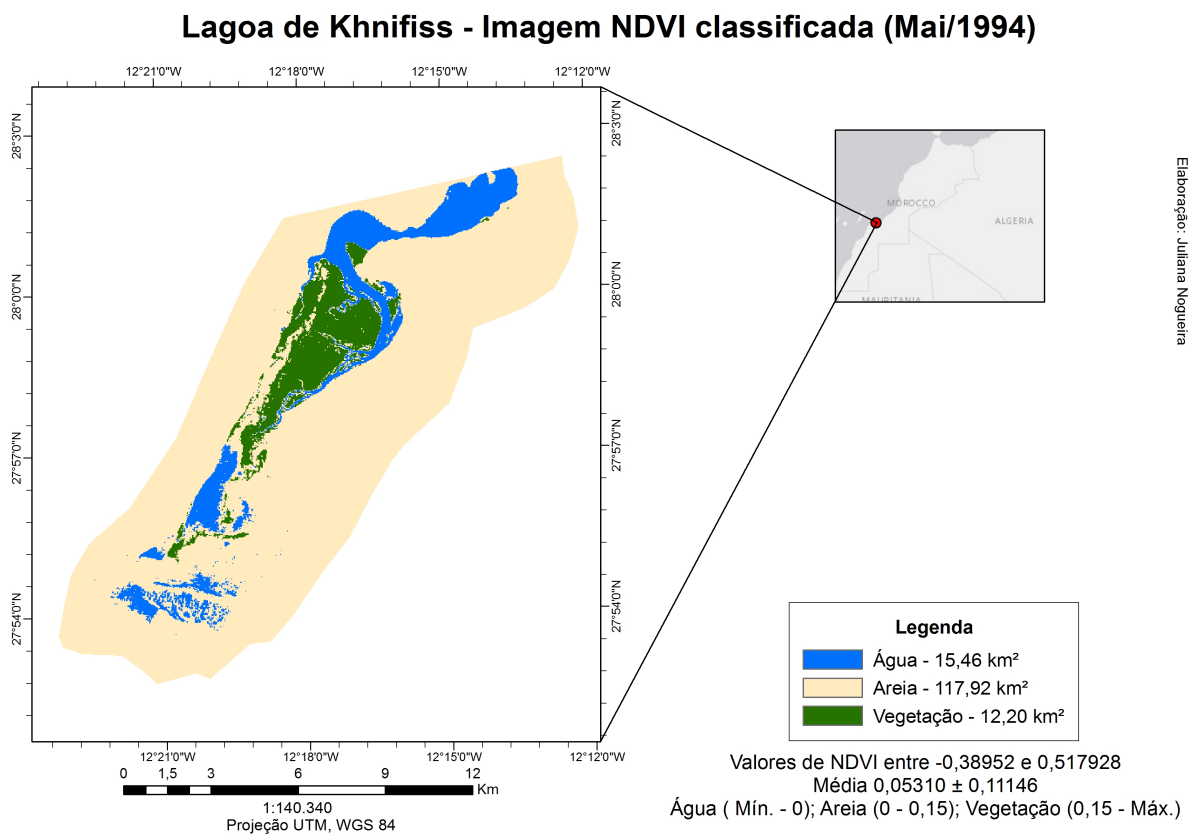 Lagoa de Khnifiss - Imagem NDVI classificada (Mai/1994)
12°21'0"W 12°18'0"W 12°15'0"W 12°12'0"W
28°3'0"N
28°0'0"N
27°57'0"N
27°54'0"N
28°3'0"N
28°0'0"N
27°57'0"N
27°54'0"N
12°21'0"W 12°18'0"W 12°15'0"W 12°12'0"W
0 1,5 3 6 9 12
Km
1:140.340
Projeção UTM, WGS 84
MOROCCO
ALGERIA
MAURITANIA
Elaboração: Juliana Nogueira
Legenda
Água - 15,46 km²
Areia - 117,92 km²
Vegetação - 12,20 km²
Valores de NDVI entre -0,38952 e 0,517928
Média 0,05310 ± 0,11146
Água ( Mín. - 0); Areia (0 - 0,15); Vegetação (0,15 - Máx.)